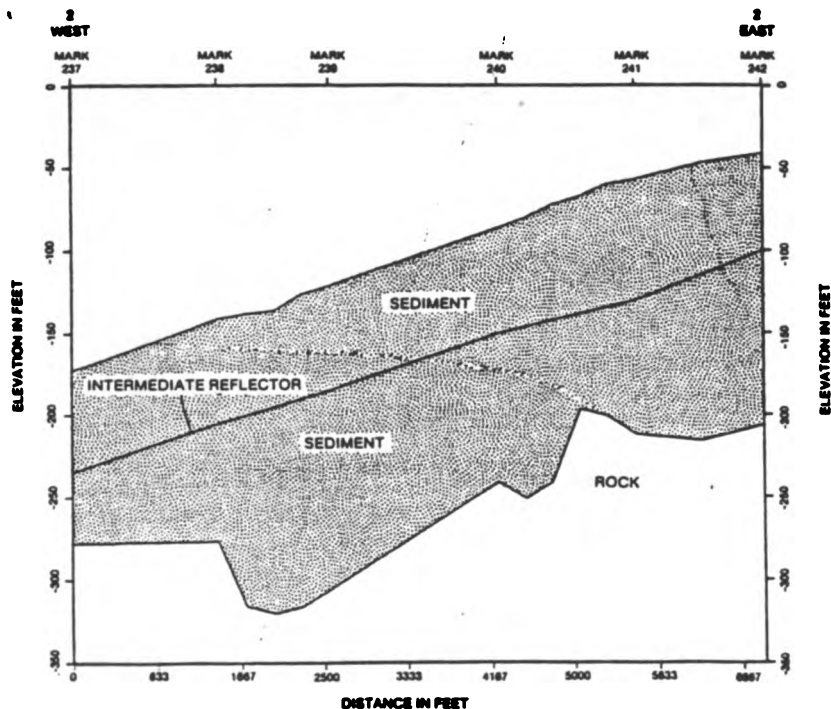 2
WEST
2
EAST
MARK
237
MARK
238
MARK
239
MARK
240
MARK
241
MARK
242
0
-50
-100
-150
-200
-250
-300
-350
ELEVATION IN FEET
SEDIMENT
INTERMEDIATE REFLECTOR
SEDIMENT
ROCK
0
-50
-100
-150
-200
-250
-300
-350
ELEVATION IN FEET
0
833
1667
2500
3333
4167
5000
5833
6667
DISTANCE IN FEET